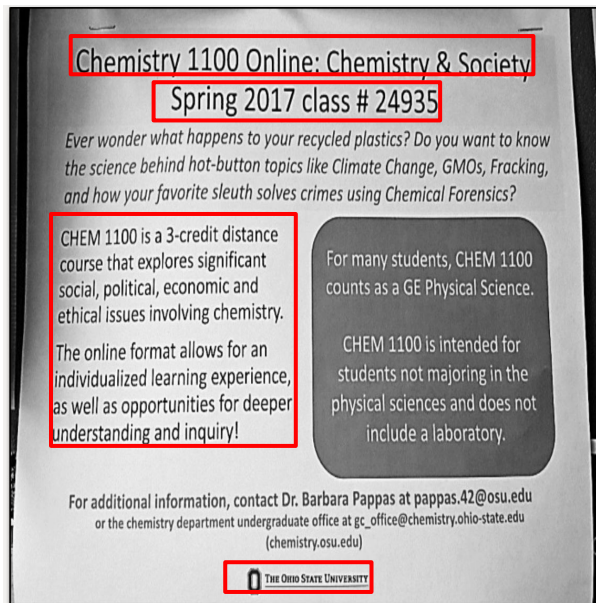 Chemistry 1100 Online: Chemistry & Society
Spring 2017 class # 24935
Ever wonder what happens to your recycled plastics? Do you want to know
the science behind hot-button topics like Climate Change, GMOs, Fracking,
and how your favorite sleuth solves crimes using Chemical Forensics?
CHEM 1100 is a 3-credit distance
course that explores significant
social, political, economic and
ethical issues involving chemistry.
The online format allows for an
individualized learning experience,
as well as opportunities for deeper
understanding and inquiry!
For many students, CHEM 1100
counts as a GE Physical Science.
CHEM 1100 is intended for
students not majoring in the
physical sciences and does not
include a laboratory.
For additional information, contact Dr. Barbara Pappas at pappas.42@osu.edu
or the chemistry department undergraduate office at gc_office@chemistry.ohio-state.edu
(chemistry.osu.edu)
THE OHIO STATE UNIVERSITY